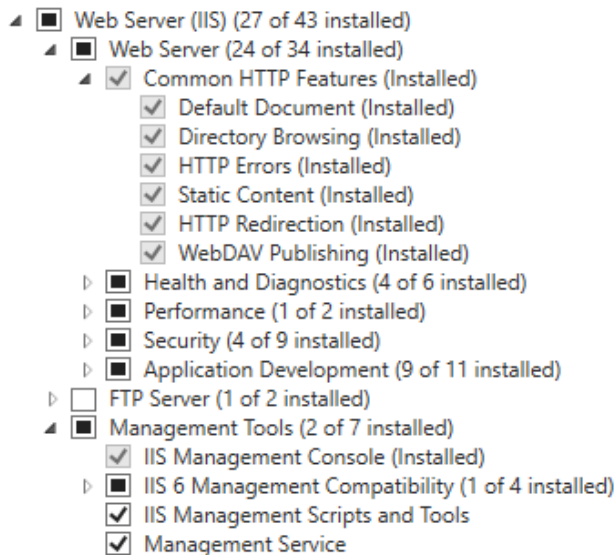 Web Server (IIS) (27 of 43 installed)
Web Server (24 of 34 installed)
Common HTTP Features (Installed)
Default Document (Installed)
Directory Browsing (Installed)
HTTP Errors (Installed)
Static Content (Installed)
HTTP Redirection (Installed)
WebDAV Publishing (Installed)
Health and Diagnostics (4 of 6 installed)
Performance (1 of 2 installed)
Security (4 of 9 installed)
Application Development (9 of 11 installed)
FTP Server (1 of 2 installed)
Management Tools (2 of 7 installed)
IIS Management Console (Installed)
IIS 6 Management Compatibility (1 of 4 installed)
IIS Management Scripts and Tools
Management Service